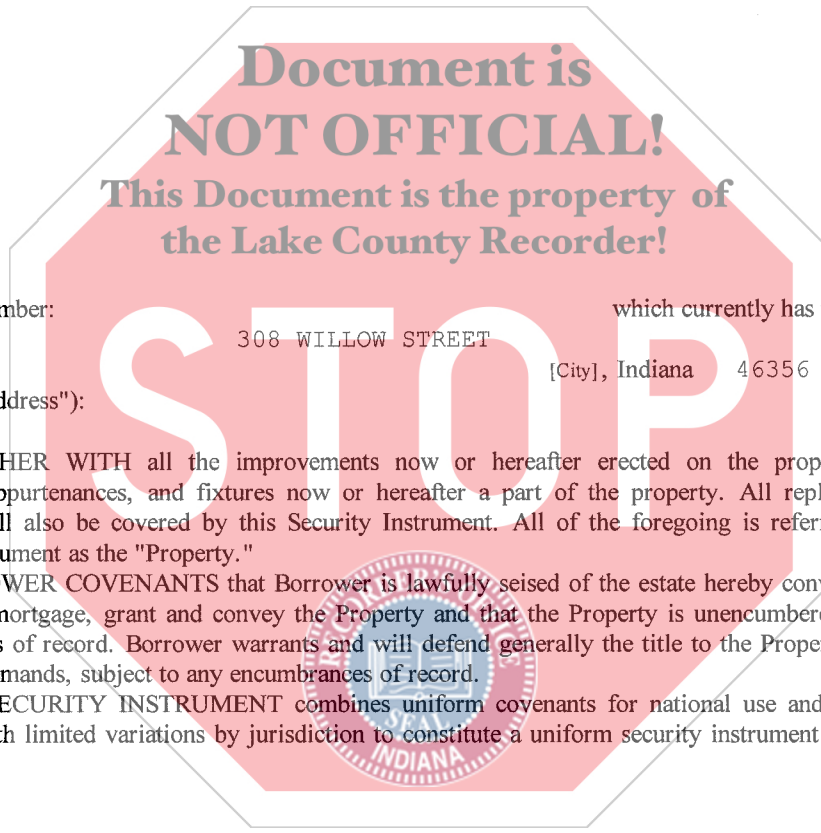 Document is
NOT OFFICIAL!
This Document is the property of
the Lake County Recorder!
mber: which currently has
308 WILLOW STREET
[City], Indiana 46356
ddress"):
STOP
HER WITH all the improvements now or hereafter erected on the prop
ppurtenances, and fixtures now or hereafter a part of the property. All repl
ll also be covered by this Security Instrument. All of the foregoing is referr
ument as the "Property."
OWER COVENANTS that Borrower is lawfully seised of the estate hereby conv
mortgage, grant and convey the Property and that the Property is unencumbere
s of record. Borrower warrants and will defend generally the title to the Proper
mands, subject to any encumbrances of record.
ECURITY INSTRUMENT combines uniform covenants for national use and
th limited variations by jurisdiction to constitute a uniform security instrument
RECORDER'S OFFICE
SEAL
INDIANA